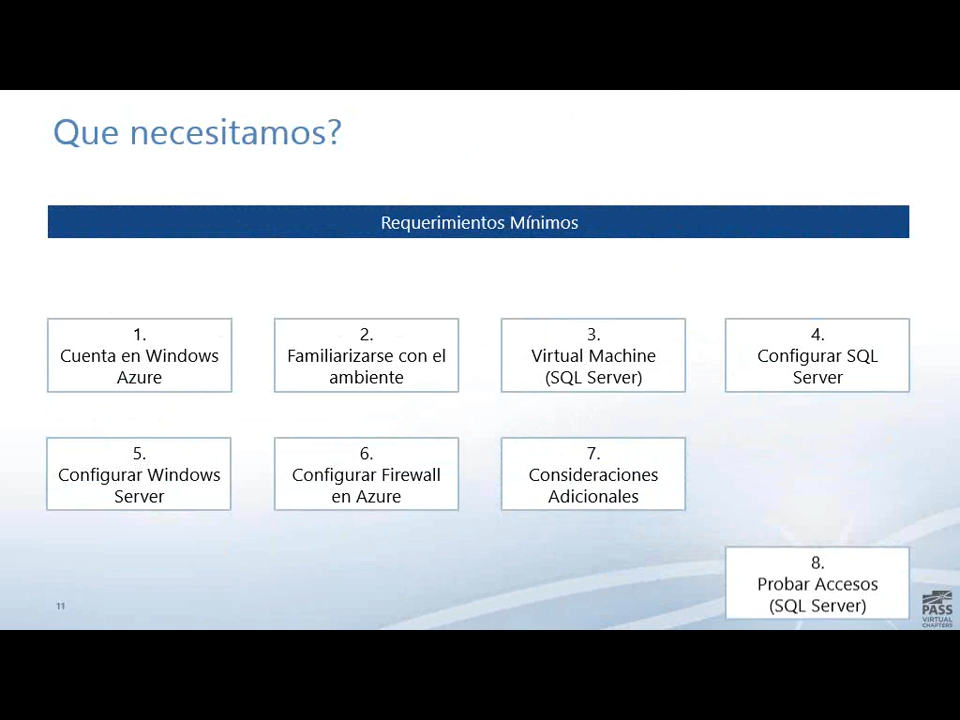 Que necesitamos?
Requerimientos Mínimos
1.
Cuenta en Windows
Azure
2.
Familiarizarse con el
ambiente
3.
Virtual Machine
(SQL Server)
4.
Configurar SQL
Server
5.
Configurar Windows
Server
6.
Configurar Firewall
en Azure
7.
Consideraciones
Adicionales
8.
Probar Accesos
(SQL Server)
11
PASS
VIRTUAL
CHAPTERS